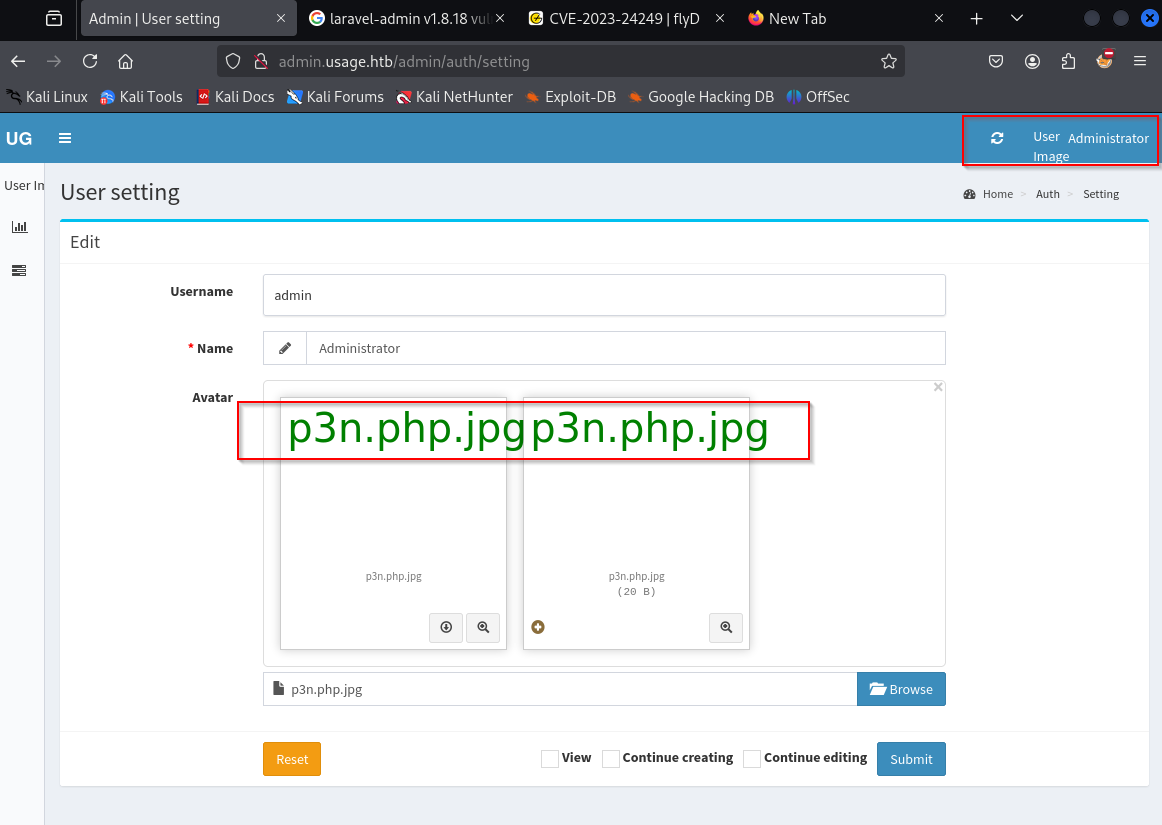 Admin | User setting
laravel-admin v1.8.18 vul
CVE-2023-24249 | flyD
New Tab
admin.usage.htb/admin/auth/setting
Kali Linux Kali Tools Kali Docs Kali Forums Kali NetHunter Exploit-DB Google Hacking DB OffSec
UG
User Image
Administrator
User Im
User setting
Home > Auth > Setting
Edit
Username
admin
* Name
Administrator
Avatar
p3n.php.jpg p3n.php.jpg
p3n.php.jpg
p3n.php.jpg
(20 B)
p3n.php.jpg
Browse
Reset
View Continue creating Continue editing Submit